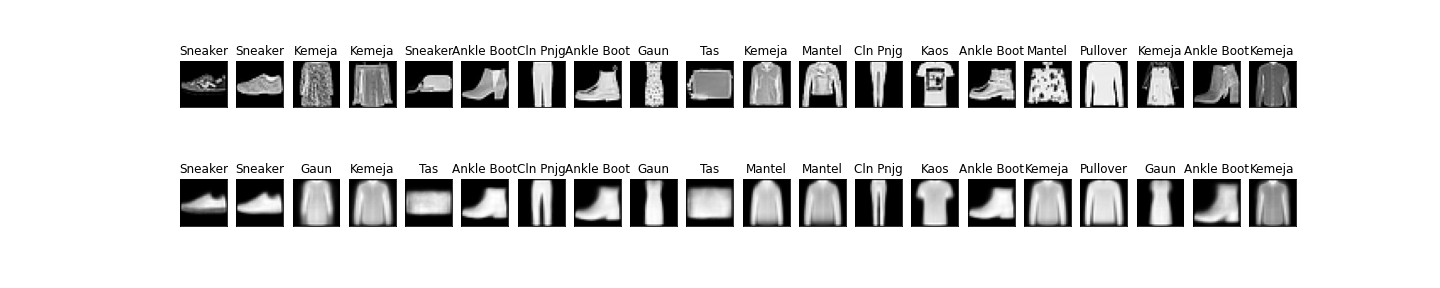 Sneaker Sneaker Kemeja Kemeja Sneaker Ankle Boot Cln Pnjg Ankle Boot Gaun Tas Kemeja Mantel Cln Pnjg Kaos Ankle Boot Mantel Pullover Kemeja Ankle Boot Kemeja
Sneaker Sneaker Gaun Kemeja Tas Ankle Boot Cln Pnjg Ankle Boot Gaun Tas Mantel Mantel Cln Pnjg Kaos Ankle Boot Kemeja Pullover Gaun Ankle Boot Kemeja